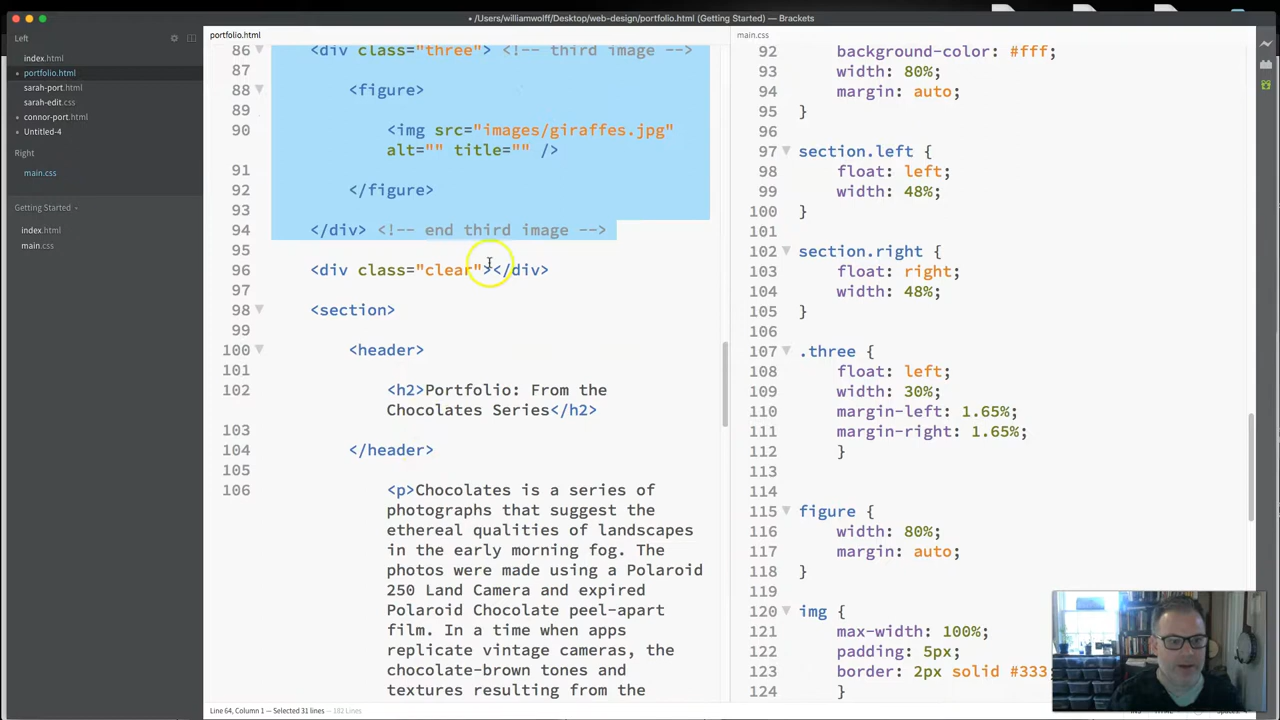 • /Users/williamwolff/Desktop/web-design/portfolio.html (Getting Started) — Brackets
Left
index.html
• portfolio.html
sarah-port.html
sarah-edit.css
connor-port.html
Untitled-4
Right
main.css
Getting Started
index.html
main.css
portfolio.html
86 <div class="three"> <!-- third image -->
87
88 <figure>
89
90 <img src="images/giraffes.jpg"
alt="" title="" />
91
92 </figure>
93
94 </div> <!-- end third image -->
95
96 <div class="clear"></div>
97
98 <section>
99
100 <header>
101
102 <h2>Portfolio: From the
Chocolates Series</h2>
103
104 </header>
105
106 <p>Chocolates is a series of
photographs that suggest the
ethereal qualities of landscapes
in the early morning fog. The
photos were made using a Polaroid
250 Land Camera and expired
Polaroid Chocolate peel-apart
film. In a time when apps
replicate vintage cameras, the
chocolate-brown tones and
textures resulting from the
main.css
92 background-color: #fff;
93 width: 80%;
94 margin: auto;
95 }
96
97 section.left {
98 float: left;
99 width: 48%;
100 }
101
102 section.right {
103 float: right;
104 width: 48%;
105 }
106
107 .three {
108 float: left;
109 width: 30%;
110 margin-left: 1.65%;
111 margin-right: 1.65%;
112 }
113
114
115 figure {
116 width: 80%;
117 margin: auto;
118 }
119
120 img {
121 max-width: 100%;
122 padding: 5px;
123 border: 2px solid #333
124 }
Line 64, Column 1 — Selected 31 lines — 182 Lines